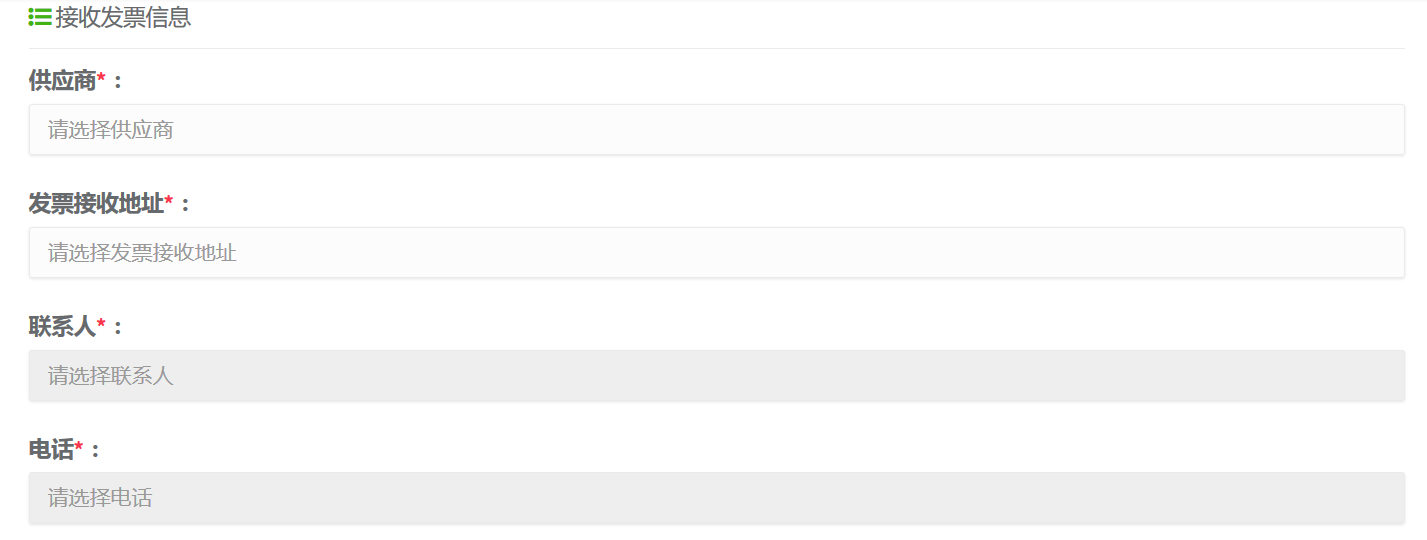 接收发票信息
供应商*：
请选择供应商
发票接收地址*：
请选择发票接收地址
联系人*：
请选择联系人
电话*：
请选择电话